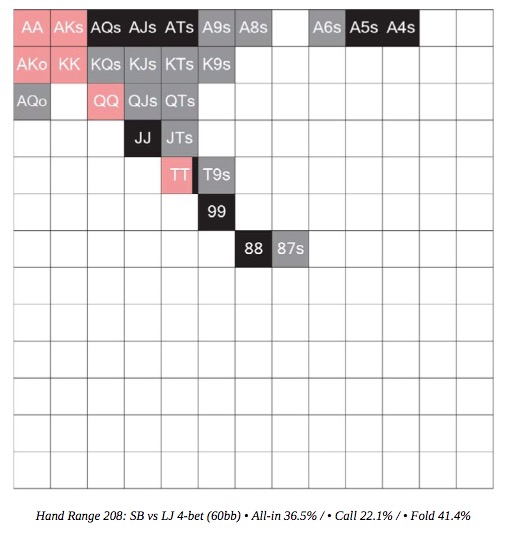 AA AKs AQs AJs ATs A9s A8s A6s A5s A4s
AKo KK KQs KJs KTs K9s
AQo QQ QJs QTs
JJ JTs
TT T9s
99
88 87s
Hand Range 208: SB vs LJ 4-bet (60bb) • All-in 36.5% / • Call 22.1% / • Fold 41.4%